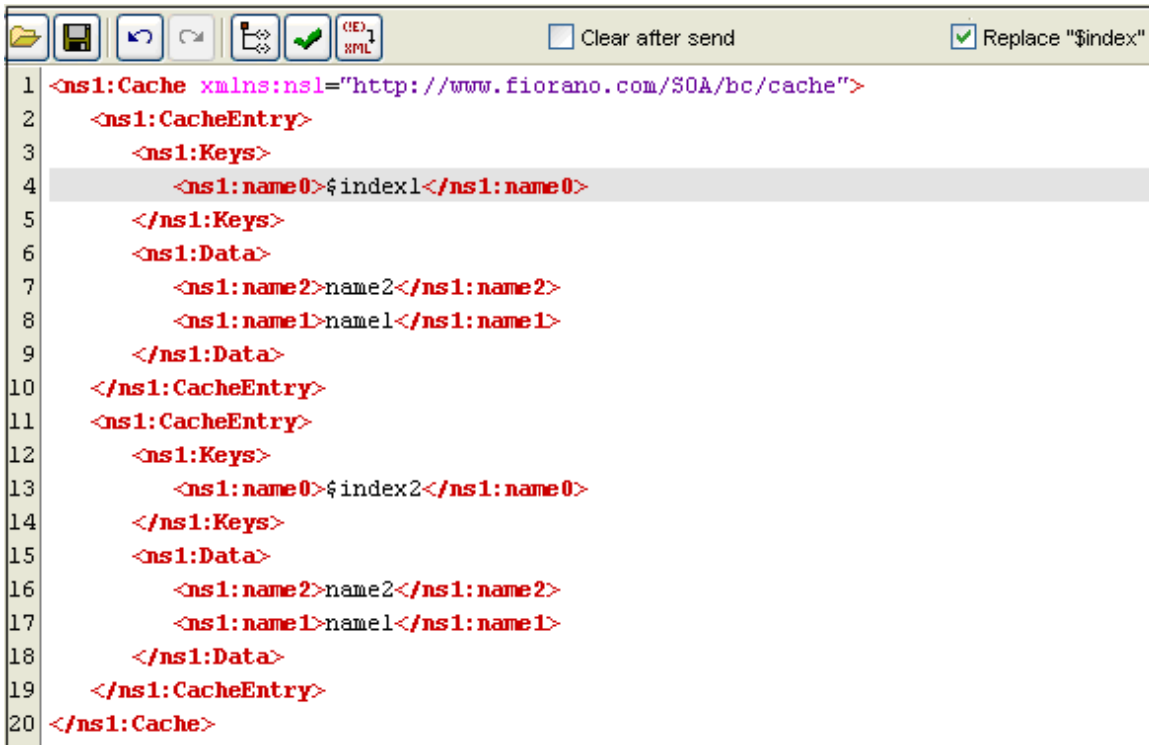 (!E) XML Clear after send Replace "$index"
1 <ns1:Cache xmlns:ns1="http://www.fiorano.com/SOA/bc/cache">
2 <ns1:CacheEntry>
3 <ns1:Keys>
4 <ns1:name0>$index1</ns1:name0>
5 </ns1:Keys>
6 <ns1:Data>
7 <ns1:name2>name2</ns1:name2>
8 <ns1:name1>name1</ns1:name1>
9 </ns1:Data>
10 </ns1:CacheEntry>
11 <ns1:CacheEntry>
12 <ns1:Keys>
13 <ns1:name0>$index2</ns1:name0>
14 </ns1:Keys>
15 <ns1:Data>
16 <ns1:name2>name2</ns1:name2>
17 <ns1:name1>name1</ns1:name1>
18 </ns1:Data>
19 </ns1:CacheEntry>
20 </ns1:Cache>